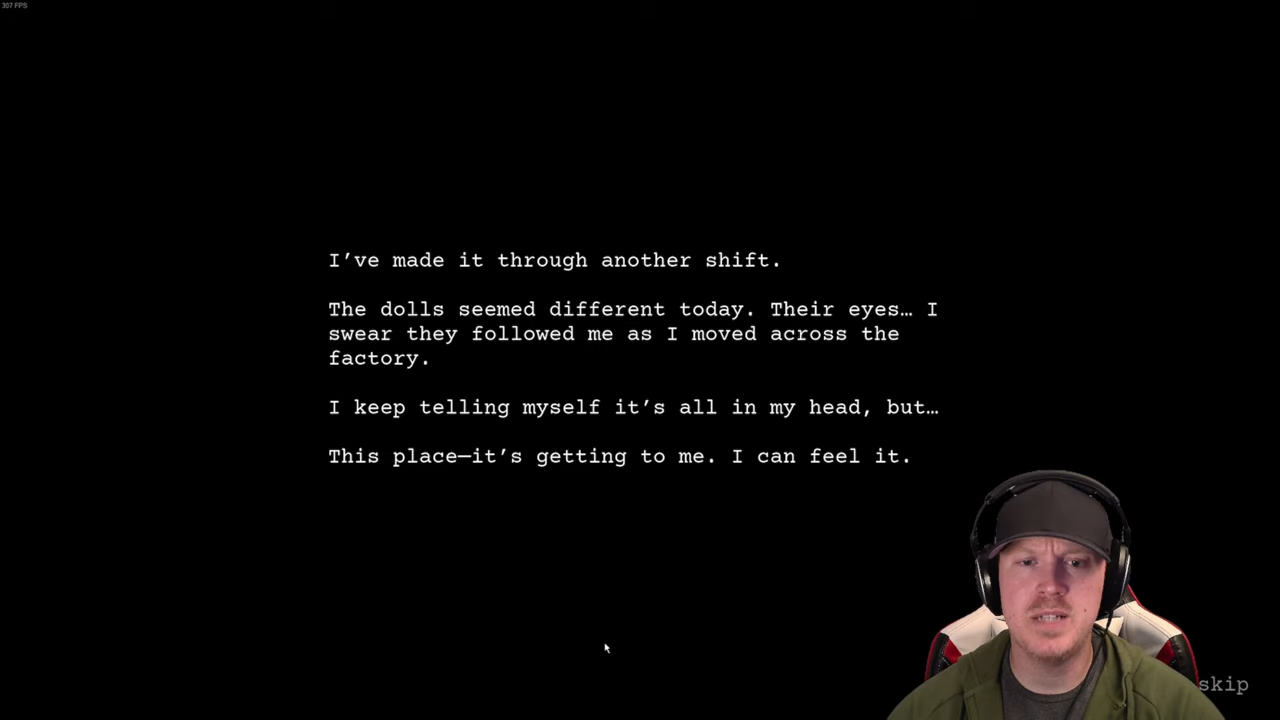 307 FPS
I’ve made it through another shift.
The dolls seemed different today. Their eyes… I
swear they followed me as I moved across the
factory.
I keep telling myself it’s all in my head, but…
This place—it’s getting to me. I can feel it.
skip